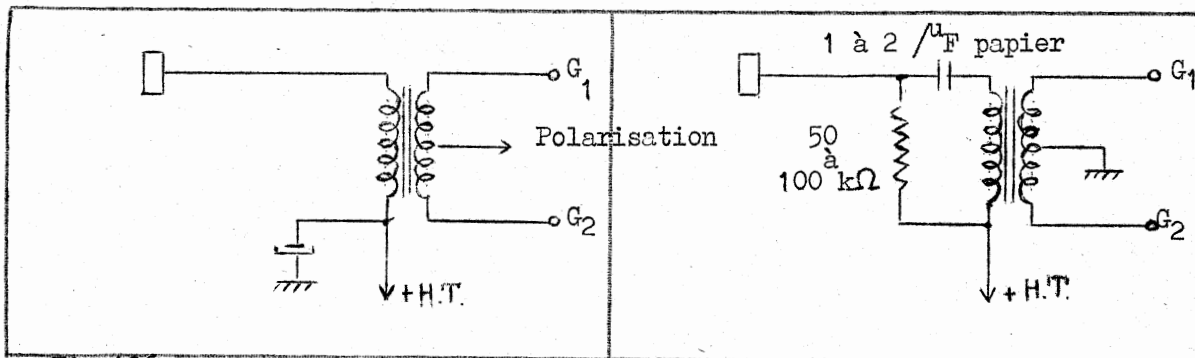 G1
Polarisation
G2
+ H.T.
1 à 2 /uF papier
G1
50
à
100 kΩ
G2
+ H.T.